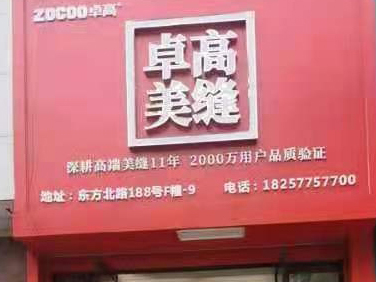 ZOCOO卓高
卓高
美缝
深耕高端美缝11年 2000万用户品质验证
地址：东方北路188号F幢-9 电话：18257757700